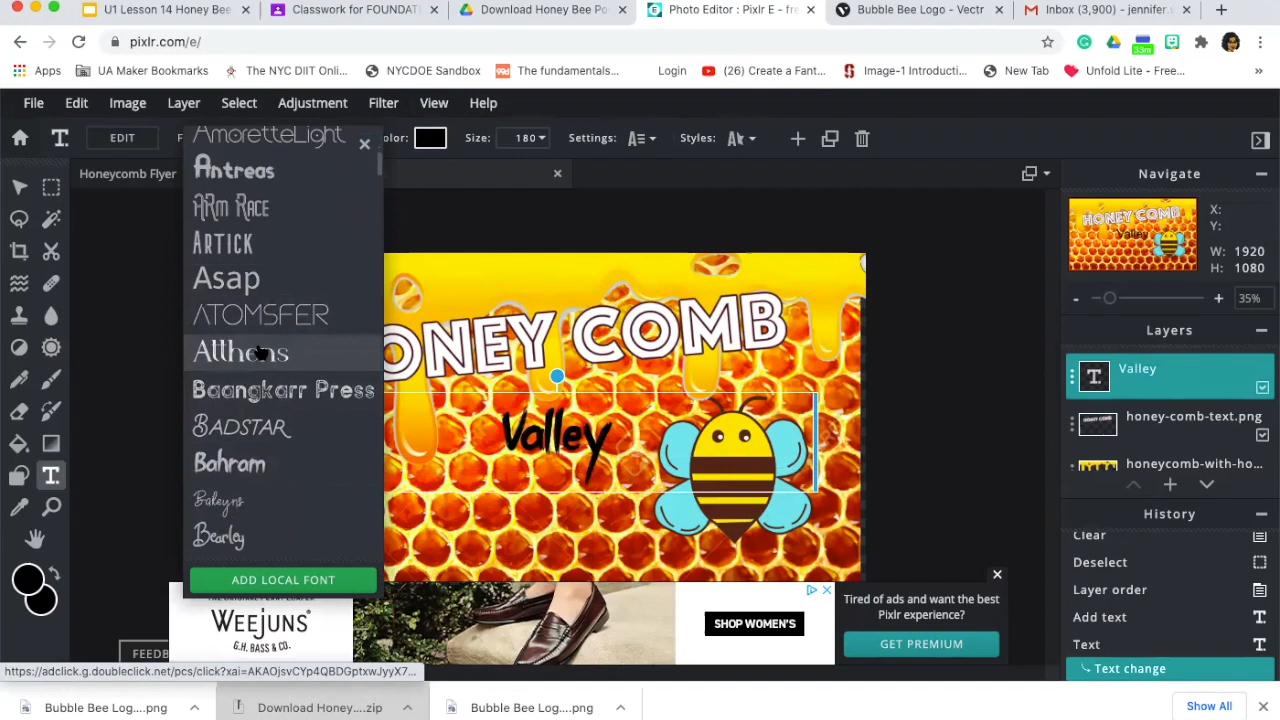 U1 Lesson 14 Honey Bee
Classwork for FOUNDAT
Download Honey Bee Po
Photo Editor : Pixlr E - fre
Bubble Bee Logo - Vectr
Inbox (3,900) - jennifer.
pixlr.com/e/
33m
Apps
UA Maker Bookmarks
The NYC DIIT Onli...
NYCDOE Sandbox
The fundamentals...
Login
(26) Create a Fant...
Image-1 Introducti...
New Tab
Unfold Lite - Free...
File Edit Image Layer Select Adjustment Filter View Help
EDIT
F
olor:
Size: 180
Settings:
Styles:
Honeycomb Flyer
AmoretteLight
Antreas
ARM RACE
ARTICK
Asap
ATOMSFER
Atthens
Baangkarr Press
BADSTAR
Bahram
Bakeyns
Bearley
ADD LOCAL FONT
ONEY COMB
Valley
Navigate
HONEY COMB
Valley
X:
Y:
W: 1920
H: 1080
35%
Layers
Valley
honey-comb-text.png
honeycomb-with-ho...
History
Clear
Deselect
Layer order
Add text
Text
Text change
WEEJUNS
G.H. BASS & CO.
SHOP WOMEN'S
Tired of ads and want the best
Pixlr experience?
GET PREMIUM
FEEDB
https://adclick.g.doubleclick.net/pcs/click?xai=AKAOjsvCYp4QBDGptxwJyyX7...
Bubble Bee Log....png
Download Honey....zip
Bubble Bee Log....png
Show All